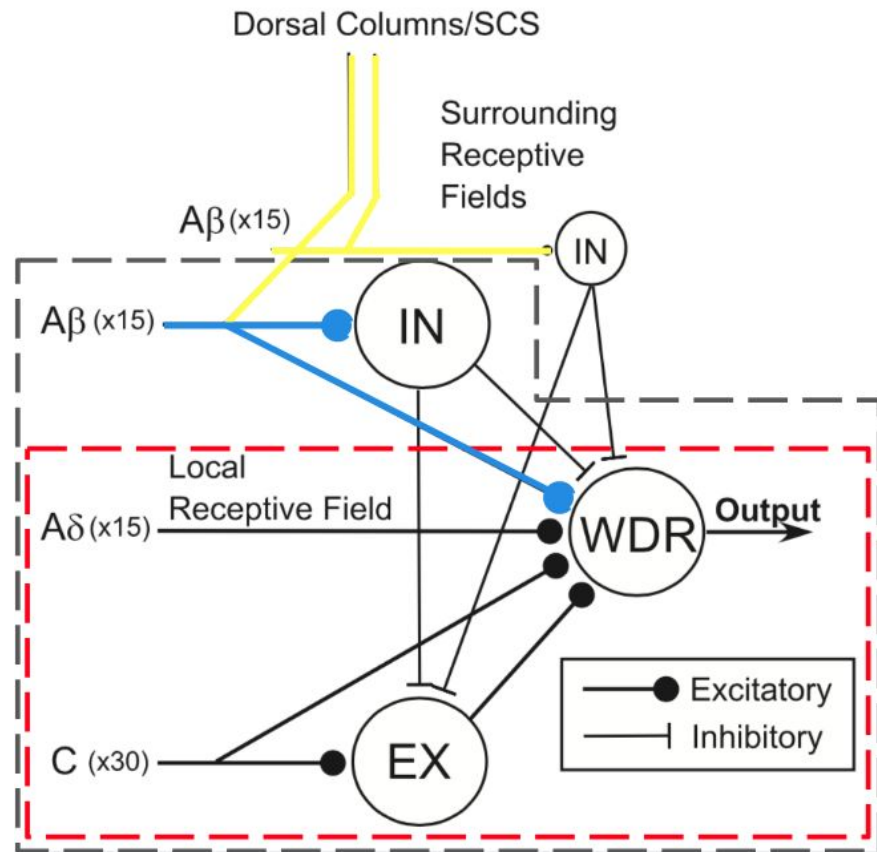 Dorsal Columns/SCS
Surrounding
Receptive
Fields
Aβ (x15)
IN
Aβ (x15)
IN
Local
Receptive Field
Aδ (x15)
WDR
Output
Excitatory
Inhibitory
C (x30)
EX